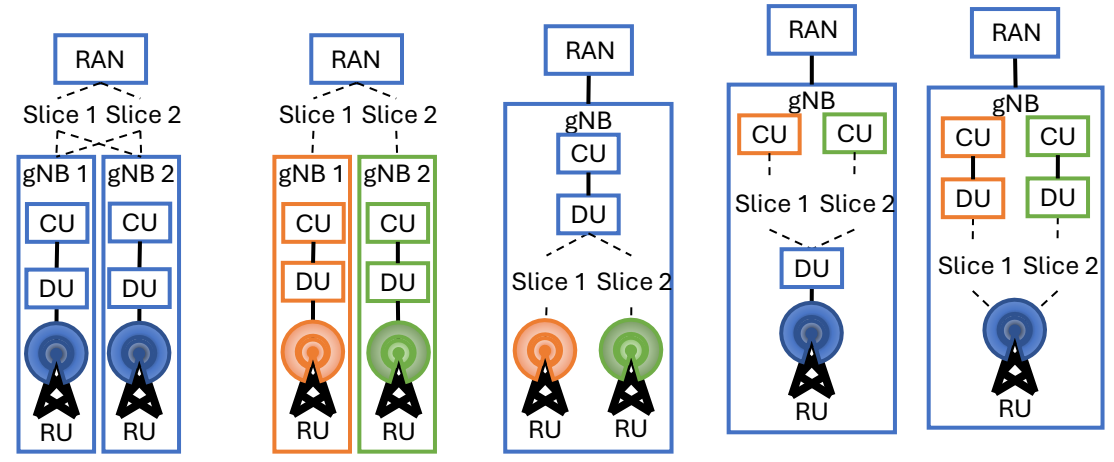 RAN
Slice 1 Slice 2
gNB 1 gNB 2
CU CU
DU DU
RU RU
RAN
Slice 1 Slice 2
gNB 1 gNB 2
CU CU
DU DU
RU RU
RAN
gNB
CU
DU
Slice 1 Slice 2
RU RU
RAN
gNB
CU CU
Slice 1 Slice 2
DU
RU
RAN
gNB
CU CU
DU DU
Slice 1 Slice 2
RU